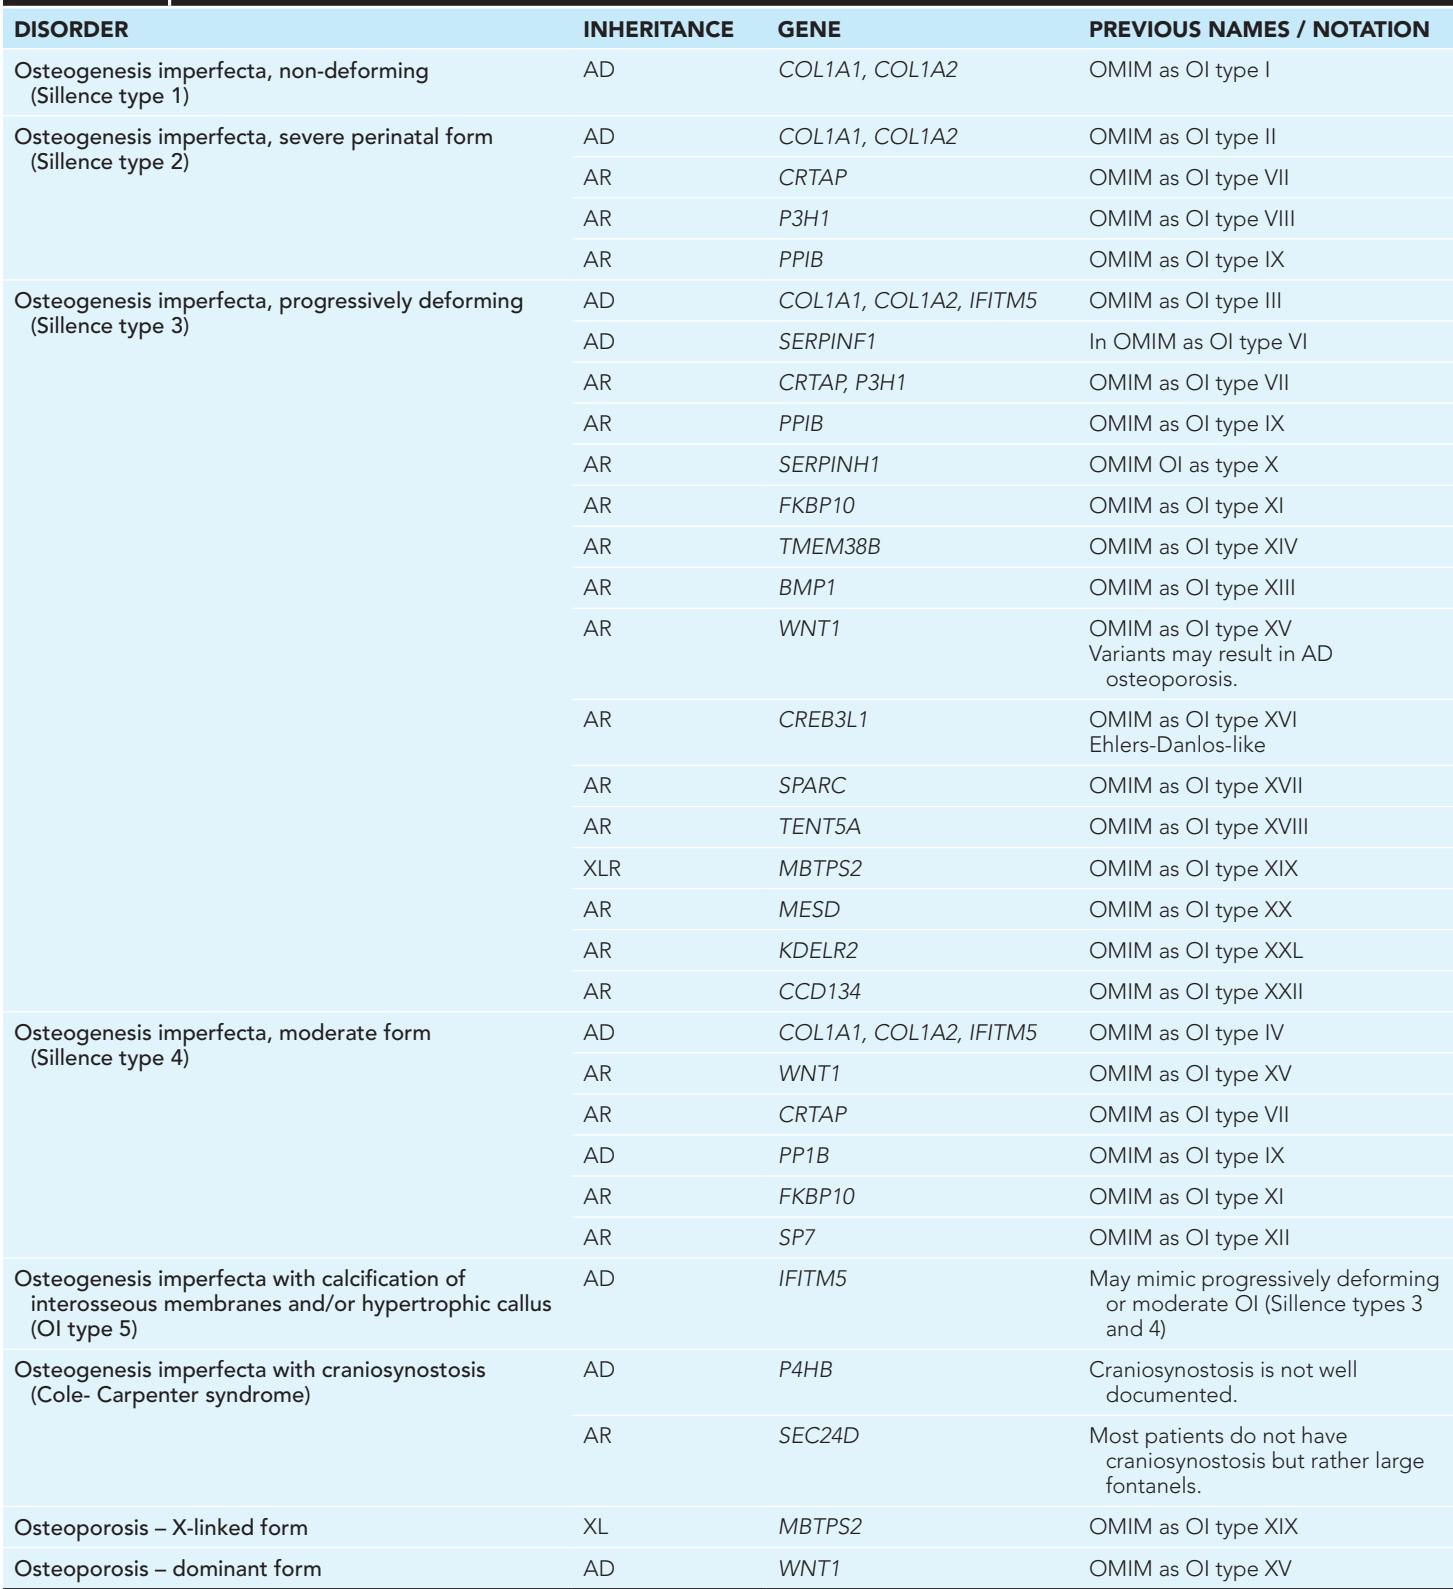 DISORDER INHERITANCE GENE PREVIOUS NAMES / NOTATION
Osteogenesis imperfecta, non-deforming AD COL1A1, COL1A2 OMIM as OI type I
(Sillence type 1)
Osteogenesis imperfecta, severe perinatal form AD COL1A1, COL1A2 OMIM as OI type II
(Sillence type 2)
AR CRTAP OMIM as OI type VII
AR P3H1 OMIM as OI type VIII
AR PPIB OMIM as OI type IX
Osteogenesis imperfecta, progressively deforming AD COL1A1, COL1A2, IFITM5 OMIM as OI type III
(Sillence type 3)
AD SERPINF1 In OMIM as OI type VI
AR CRTAP, P3H1 OMIM as OI type VII
AR PPIB OMIM as OI type IX
AR SERPINH1 OMIM OI as type X
AR FKBP10 OMIM as OI type XI
AR TMEM38B OMIM as OI type XIV
AR BMP1 OMIM as OI type XIII
AR WNT1 OMIM as OI type XV
Variants may result in AD
osteoporosis.
AR CREB3L1 OMIM as OI type XVI
Ehlers-Danlos-like
AR SPARC OMIM as OI type XVII
AR TENT5A OMIM as OI type XVIII
XLR MBTPS2 OMIM as OI type XIX
AR MESD OMIM as OI type XX
AR KDELR2 OMIM as OI type XXL
AR CCD134 OMIM as OI type XXII
Osteogenesis imperfecta, moderate form AD COL1A1, COL1A2, IFITM5 OMIM as OI type IV
(Sillence type 4)
AR WNT1 OMIM as OI type XV
AR CRTAP OMIM as OI type VII
AD PP1B OMIM as OI type IX
AR FKBP10 OMIM as OI type XI
AR SP7 OMIM as OI type XII
Osteogenesis imperfecta with calcification of AD IFITM5 May mimic progressively deforming
interosseous membranes and/or hypertrophic callus or moderate OI (Sillence types 3
(OI type 5) and 4)
Osteogenesis imperfecta with craniosynostosis AD P4HB Craniosynostosis is not well
(Cole- Carpenter syndrome) documented.
AR SEC24D Most patients do not have
craniosynostosis but rather large
fontanels.
Osteoporosis – X-linked form XL MBTPS2 OMIM as OI type XIX
Osteoporosis – dominant form AD WNT1 OMIM as OI type XV